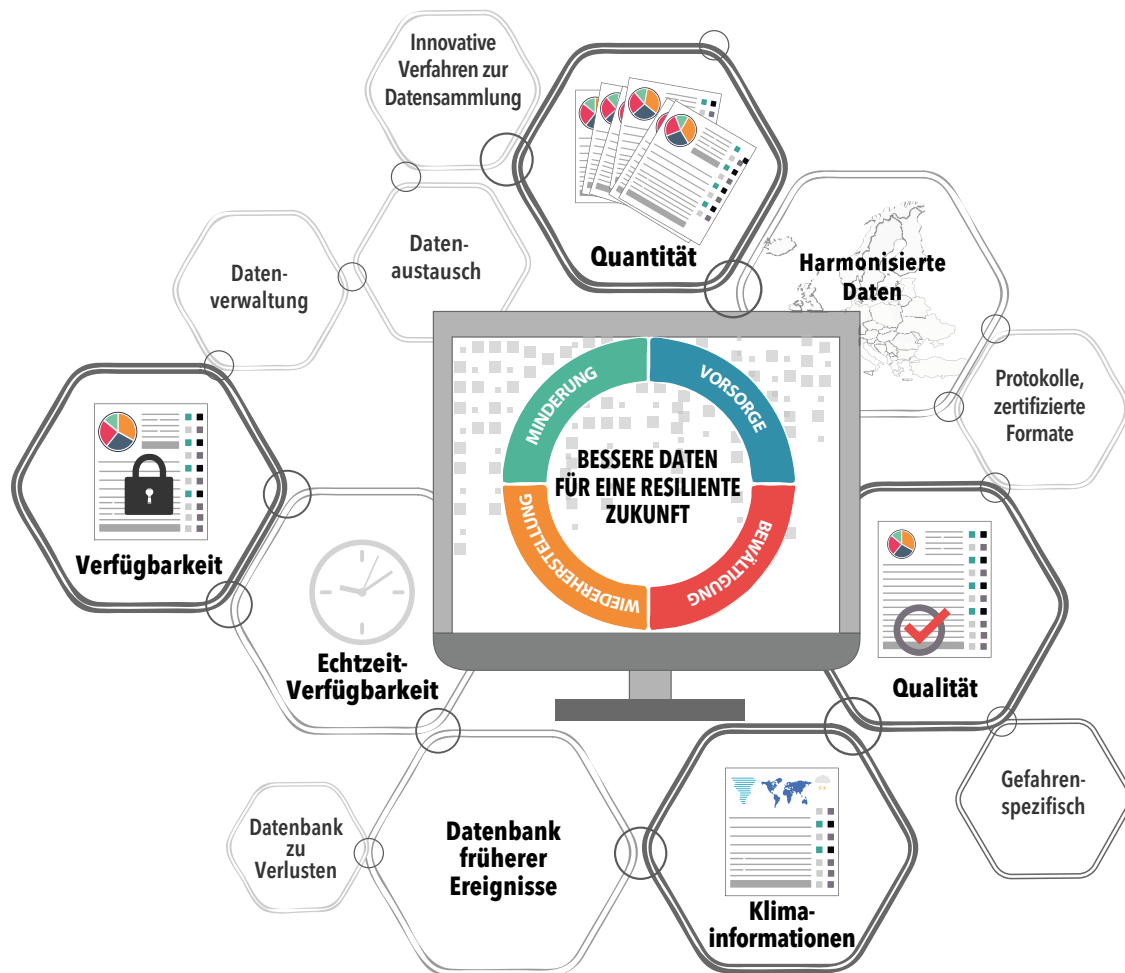 Innovative
Verfahren zur
Datensammlung
Quantität
Daten-
austausch
Daten-
verwaltung
Harmonisierte
Daten
Protokolle,
zertifizierte
Formate
Verfügbarkeit
MINDERUNG
VORSORGE
BESSERE DATEN
FÜR EINE RESILIENTE
ZUKUNFT
WIEDERHERSTELLUNG
BEWÄLTIGUNG
Echtzeit-
Verfügbarkeit
Qualität
Gefahren-
spezifisch
Datenbank
zu
Verlusten
Datenbank
früherer
Ereignisse
Klima-
informationen